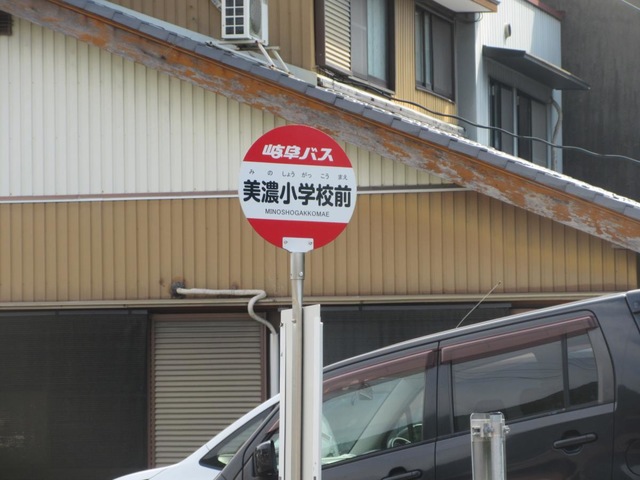 岐阜バス
みの しょう がっ こう まえ
美濃小学校前
MINOSHOGAKKOMAE